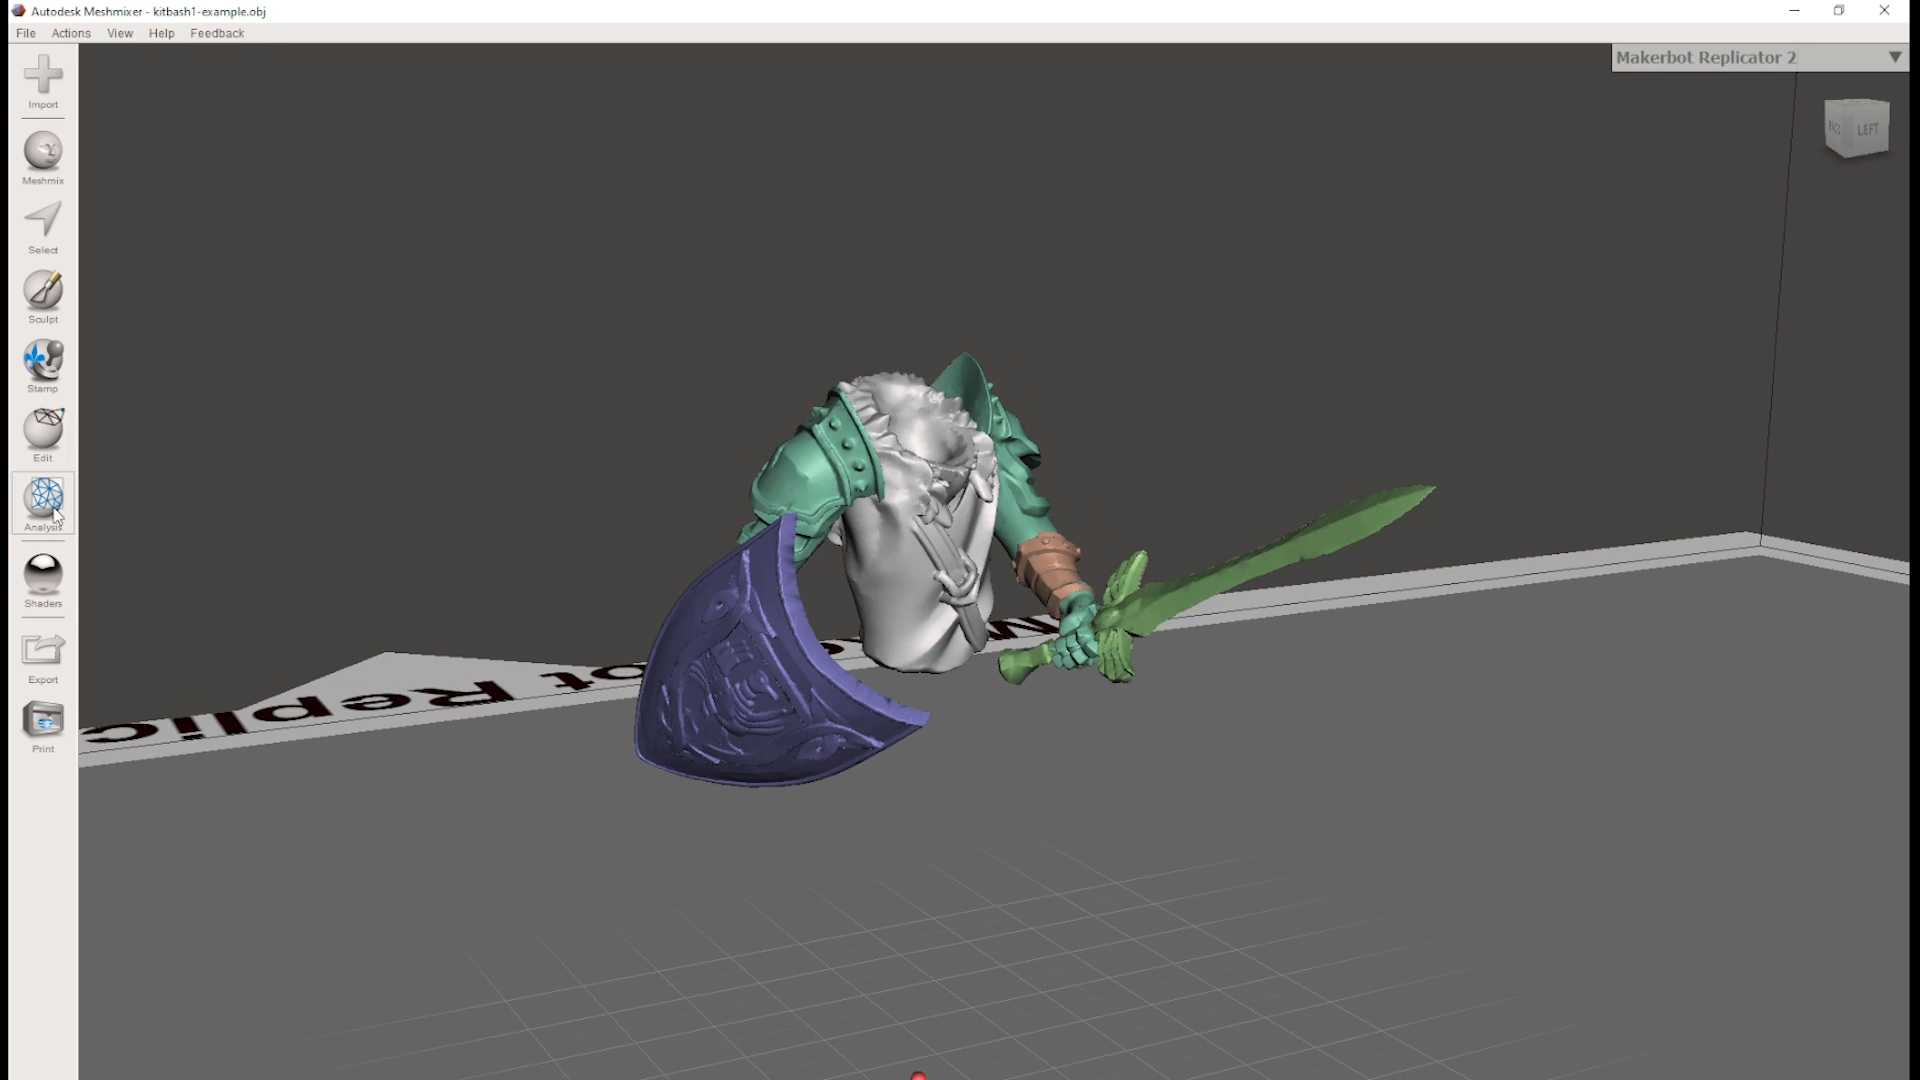 Autodesk Meshmixer - kitbash1-example.obj
File Actions View Help Feedback
Makerbot Replicator 2
Import
LEFT
Meshmix
Select
Sculpt
Stamp
Edit
Analysis
Shaders
Export
Print